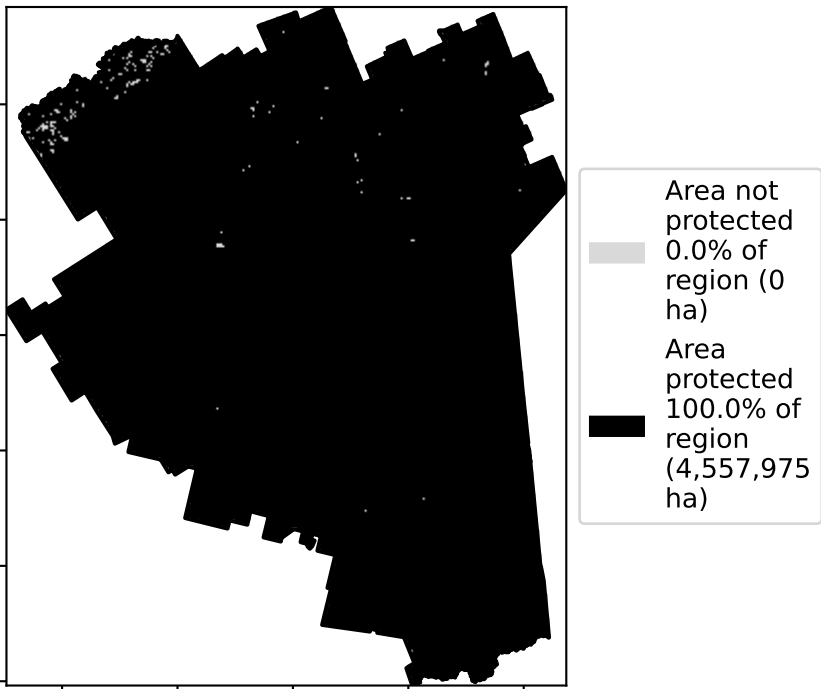 Area not
protected
0.0% of
region (0
ha)
Area
protected
100.0% of
region
(4,557,975
ha)